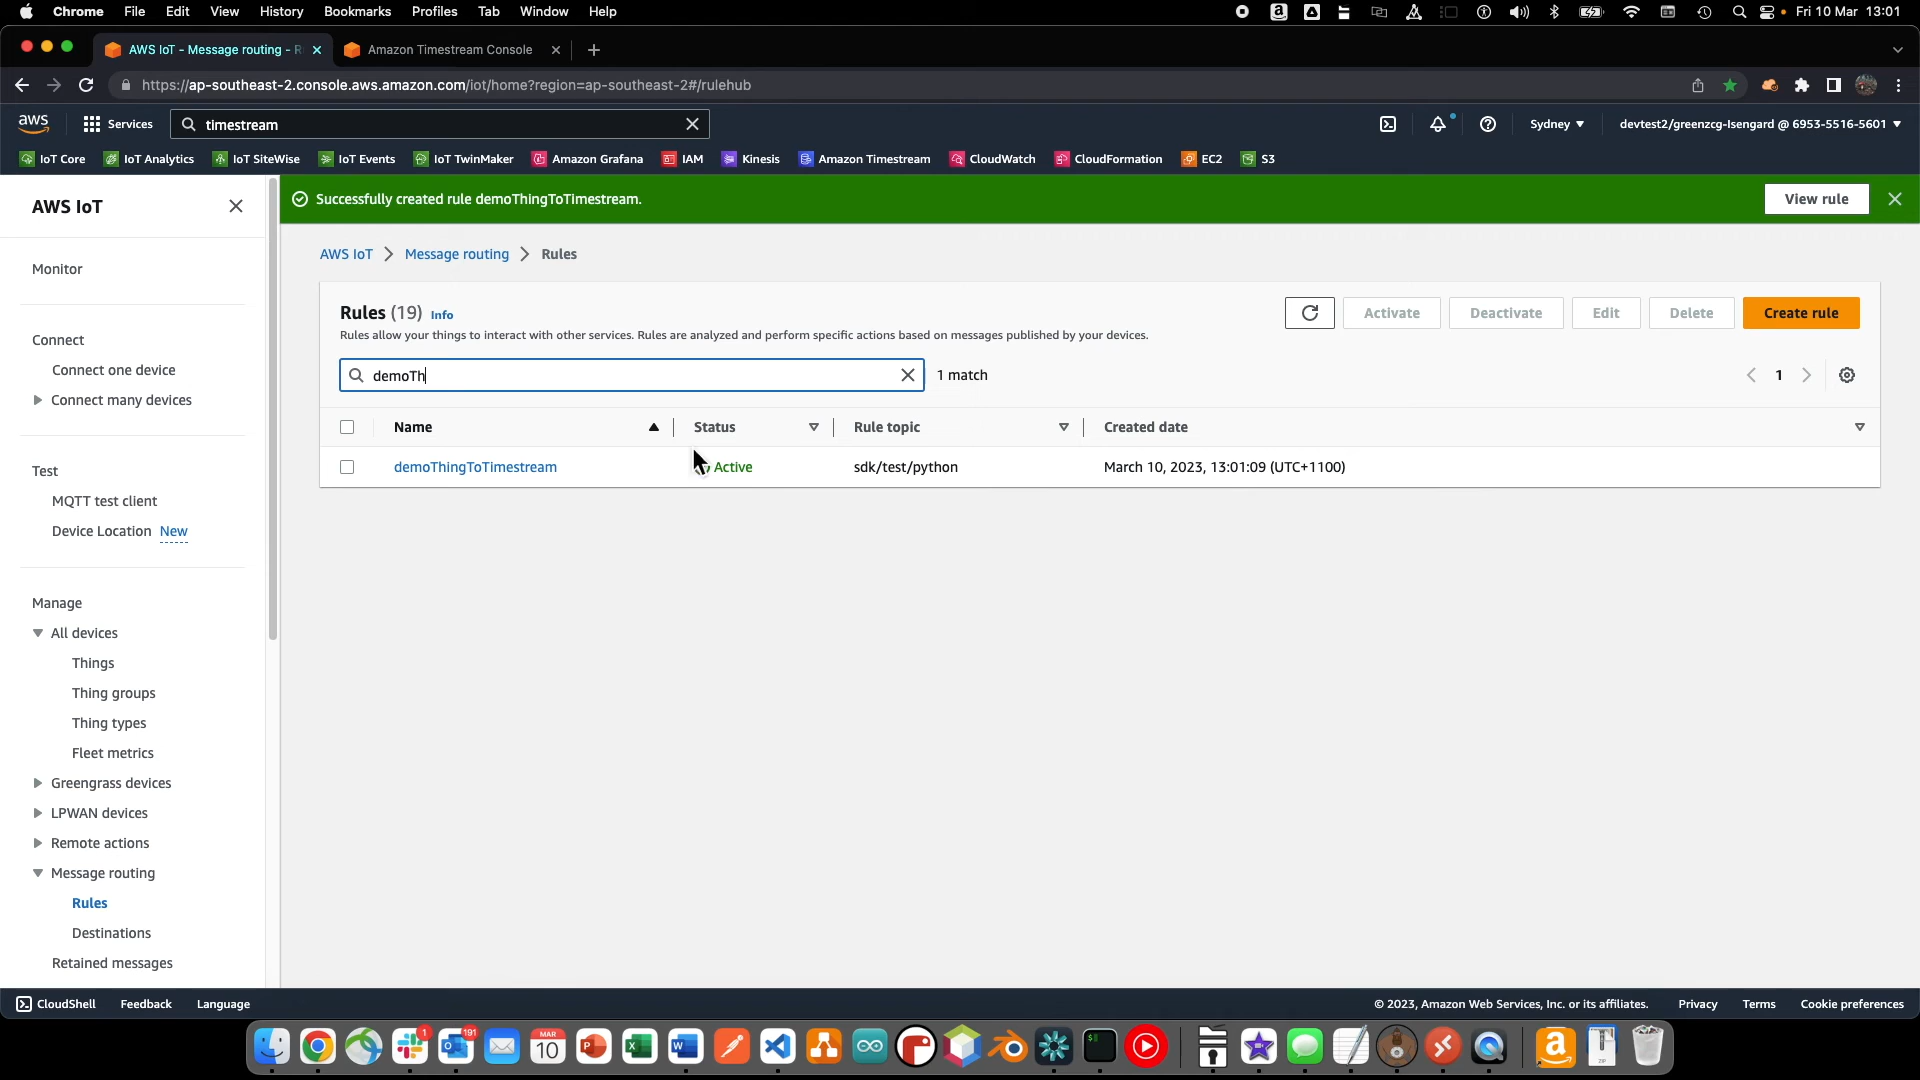 Chrome File Edit View History Bookmarks Profiles Tab Window Help Fri 10 Mar 13:01
AWS IoT - Message routing - R Amazon Timestream Console
https://ap-southeast-2.console.aws.amazon.com/iot/home?region=ap-southeast-2#/rulehub
aws Services timestream Sydney devtest2/greenzcg-Isengard @ 6953-5516-5601
IoT Core IoT Analytics IoT SiteWise IoT Events IoT TwinMaker Amazon Grafana IAM Kinesis Amazon Timestream CloudWatch CloudFormation EC2 S3
AWS IoT
Successfully created rule demoThingToTimestream. View rule
AWS IoT Message routing Rules
Monitor
Rules (19) Info Activate Deactivate Edit Delete Create rule
Rules allow your things to interact with other services. Rules are analyzed and perform specific actions based on messages published by your devices.
Connect
Connect one device
demoTh 1 match 1
Connect many devices
Name Status Rule topic Created date
demoThingToTimestream Active sdk/test/python March 10, 2023, 13:01:09 (UTC+1100)
Test
MQTT test client
Device Location New
Manage
All devices
Things
Thing groups
Thing types
Fleet metrics
Greengrass devices
LPWAN devices
Remote actions
Message routing
Rules
Destinations
Retained messages
CloudShell Feedback Language © 2023, Amazon Web Services, Inc. or its affiliates. Privacy Terms Cookie preferences
1 191 MAR
10